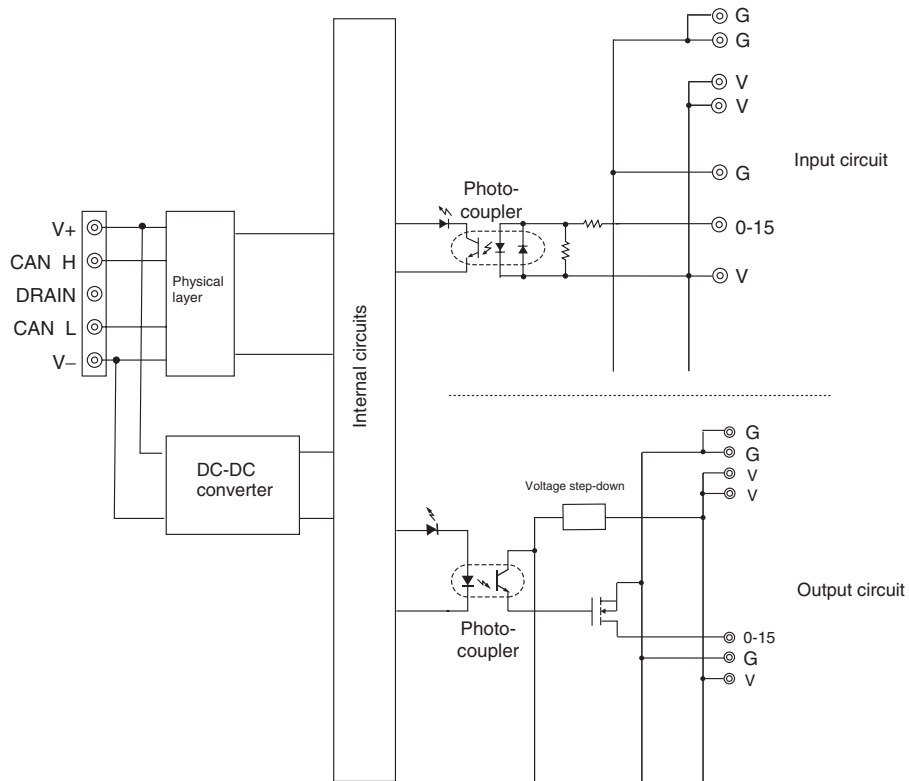 G
G
V
V
Input circuit
G
Photo-
coupler
0-15
V
V+
CAN H
DRAIN
CAN L
V−
Physical
layer
Internal circuits
DC-DC
converter
G
G
V
V
Voltage step-down
Output circuit
Photo-
coupler
0-15
G
V